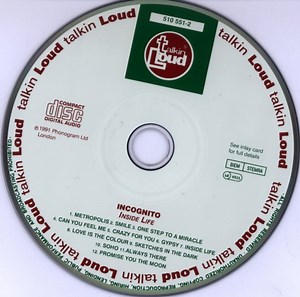 510 551-2
talkin
Loud
talkin Loud talkin Loud talkin Loud talkin Loud talkin Loud
COMPACT
disc
DIGITAL AUDIO
℗ 1991 Phonogram Ltd
London
See inlay card
for full details
BIEM STEMRA
INCOGNITO
INSIDE LIFE
1. METROPOLIS 2. SMILE 3. ONE STEP TO A MIRACLE
4. CAN YOU FEEL ME 5. CRAZY FOR YOU 6. GYPSY 7. INSIDE LIFE
8. LOVE IS THE COLOUR 9. SKETCHES IN THE DARK
10. SOHO 11. ALWAYS THERE
12. PROMISE YOU THE MOON